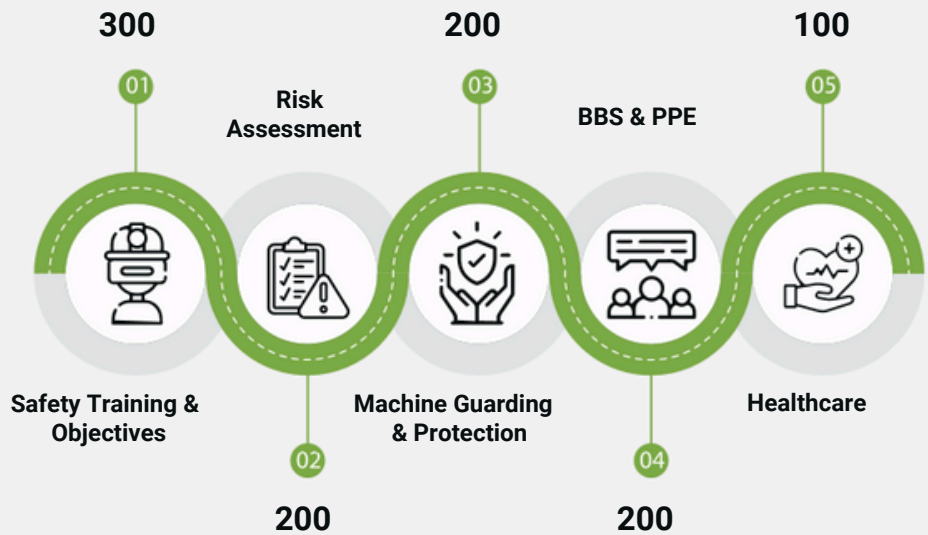 300
200
100
01
03
05
Risk
Assessment
BBS & PPE
Safety Training &
Objectives
Machine Guarding
& Protection
Healthcare
02
04
200
200